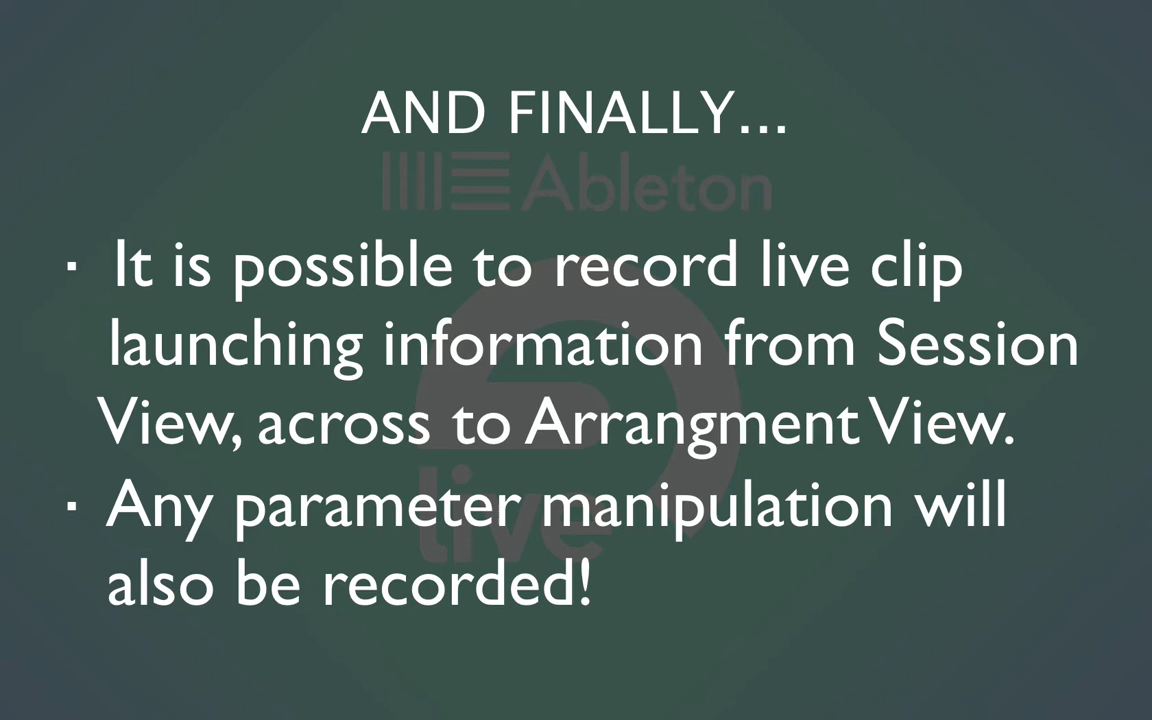 AND FINALLY...
Ableton
· It is possible to record live clip
launching information from Session
View, across to Arrangment View.
· Any parameter manipulation will
live
also be recorded!